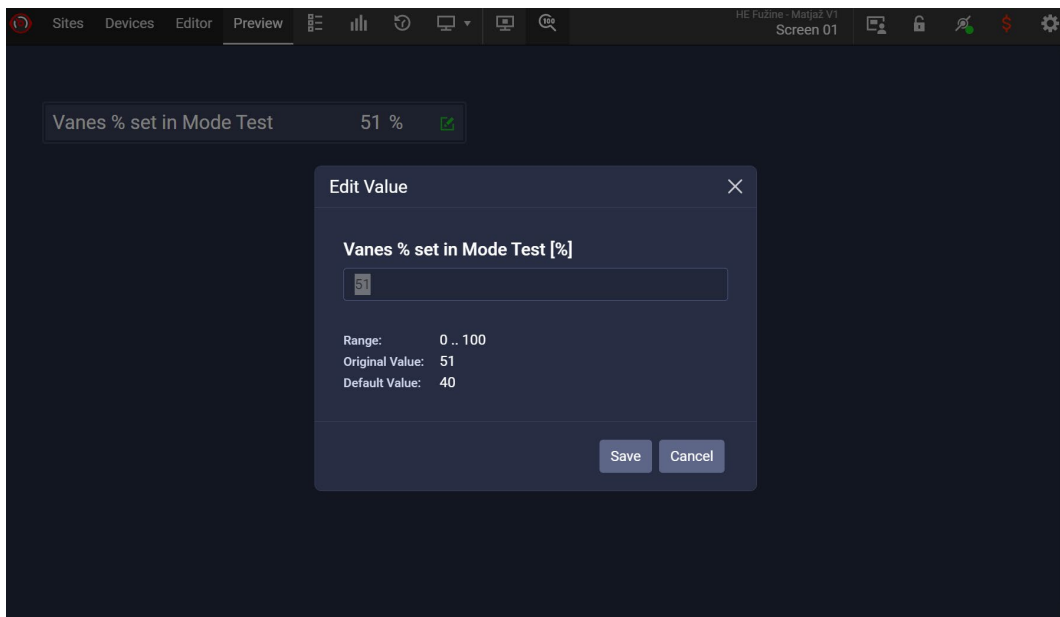 Sites Devices Editor Preview
100
HE Fužine - Matjaž V1
Screen 01
Vanes % set in Mode Test 51 %
Edit Value
Vanes % set in Mode Test [%]
51
Range: 0 .. 100
Original Value: 51
Default Value: 40
Save Cancel